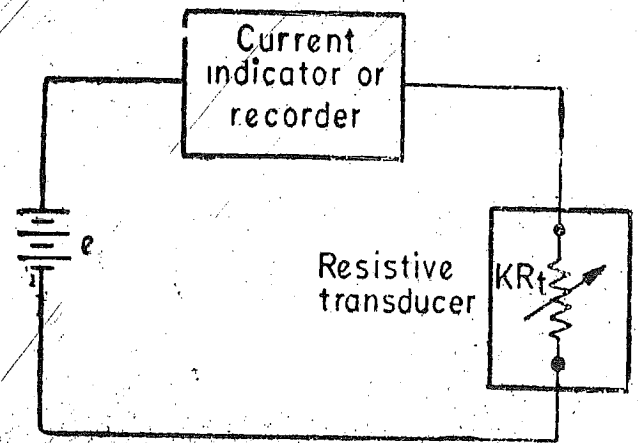 Current
indicator or
recorder
e
Resistive
transducer
KRt